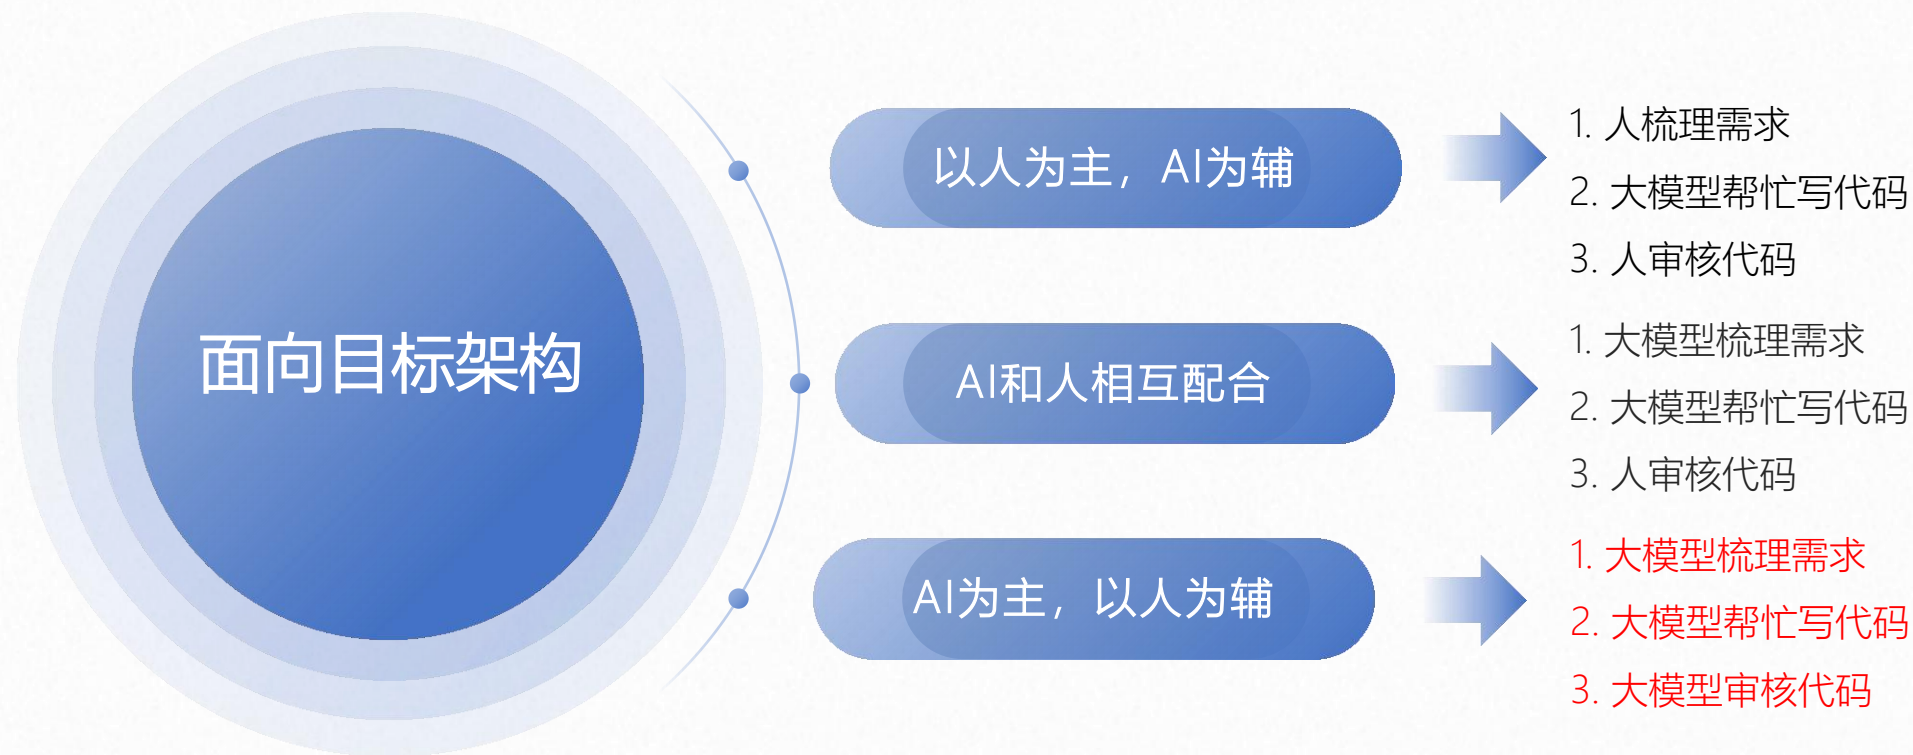 面向目标架构
以人为主，AI为辅
1. 人梳理需求
2. 大模型帮忙写代码
3. 人审核代码
AI和人相互配合
1. 大模型梳理需求
2. 大模型帮忙写代码
3. 人审核代码
AI为主，以人为辅
1. 大模型梳理需求
2. 大模型帮忙写代码
3. 大模型审核代码